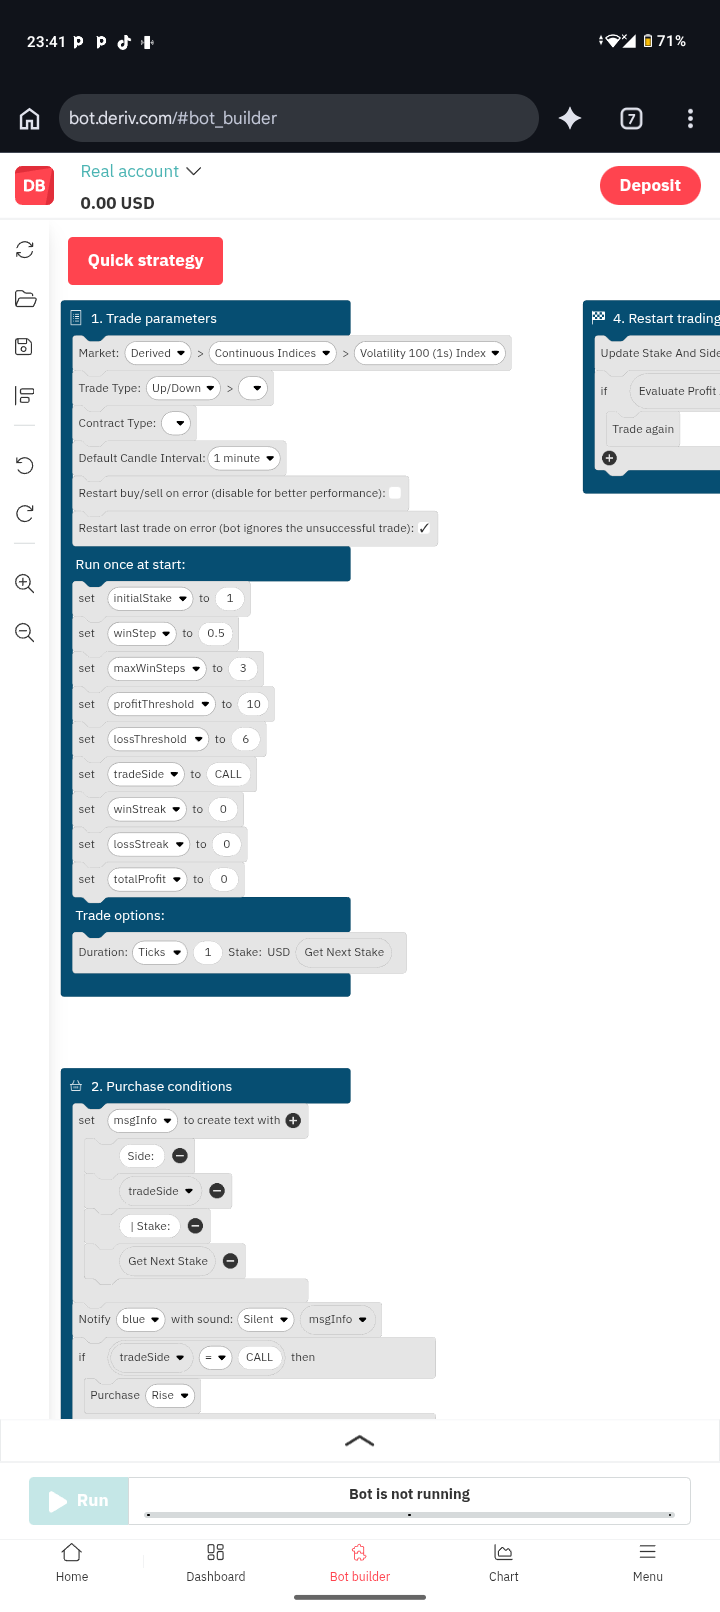 23:41
71%
bot.deriv.com/#bot_builder
7
DB
Real account
0.00 USD
Deposit
Quick strategy
1. Trade parameters
Market: Derived > Continuous Indices > Volatility 100 (1s) Index
Trade Type: Up/Down >
Contract Type:
Default Candle Interval: 1 minute
Restart buy/sell on error (disable for better performance):
Restart last trade on error (bot ignores the unsuccessful trade): ✓
Run once at start:
set initialStake to 1
set winStep to 0.5
set maxWinSteps to 3
set profitThreshold to 10
set lossThreshold to 6
set tradeSide to CALL
set winStreak to 0
set lossStreak to 0
set totalProfit to 0
Trade options:
Duration: Ticks 1 Stake: USD Get Next Stake
4. Restart trading
Update Stake And Side
if Evaluate Profit
Trade again
2. Purchase conditions
set msgInfo to create text with
Side:
tradeSide
| Stake:
Get Next Stake
Notify blue with sound: Silent msgInfo
if tradeSide = CALL then
Purchase Rise
Run
Bot is not running
Home
Dashboard
Bot builder
Chart
Menu